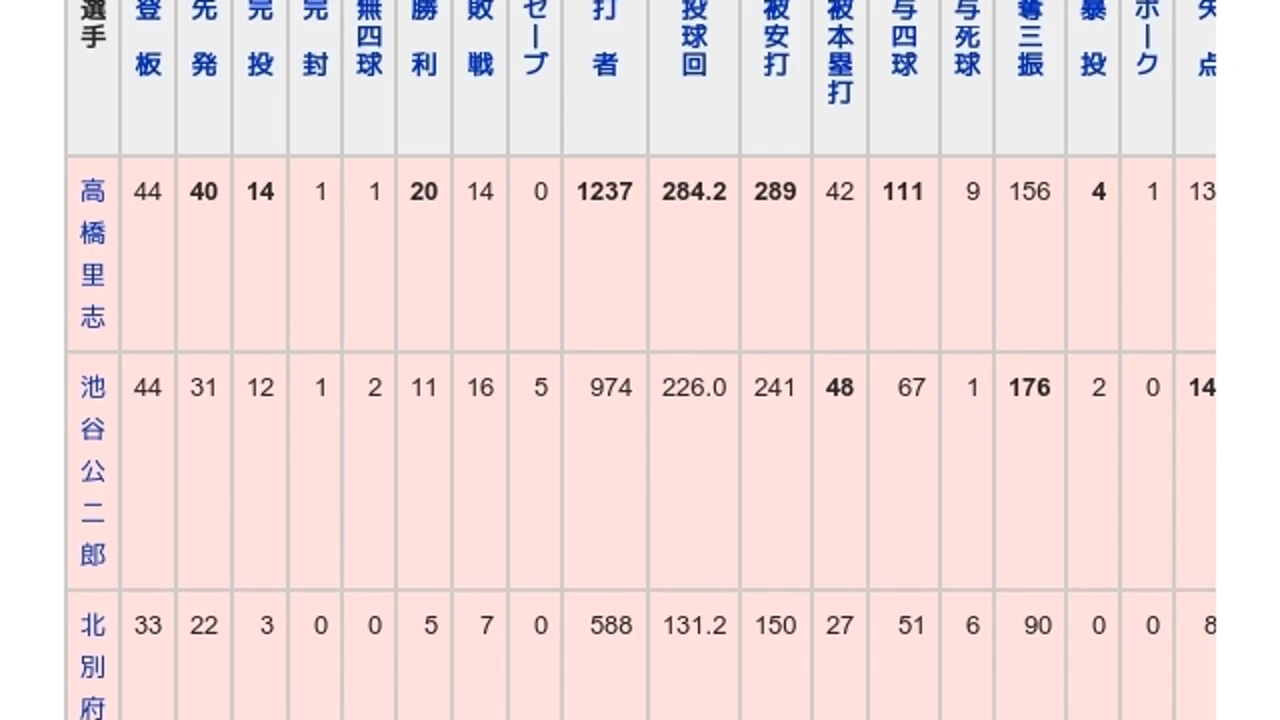 選手 登板 先発 完投 完封 無四球 勝利 敗戦 セーブ 打者 投球回 被安打 被本塁打 与四球 与死球 奪三振 暴投 ボーク 失点
高橋里志 44 40 14 1 1 20 14 0 1237 284.2 289 42 111 9 156 4 1 13
池谷公二郎 44 31 12 1 2 11 16 5 974 226.0 241 48 67 1 176 2 0 14
北別府 33 22 3 0 0 5 7 0 588 131.2 150 27 51 6 90 0 0 8